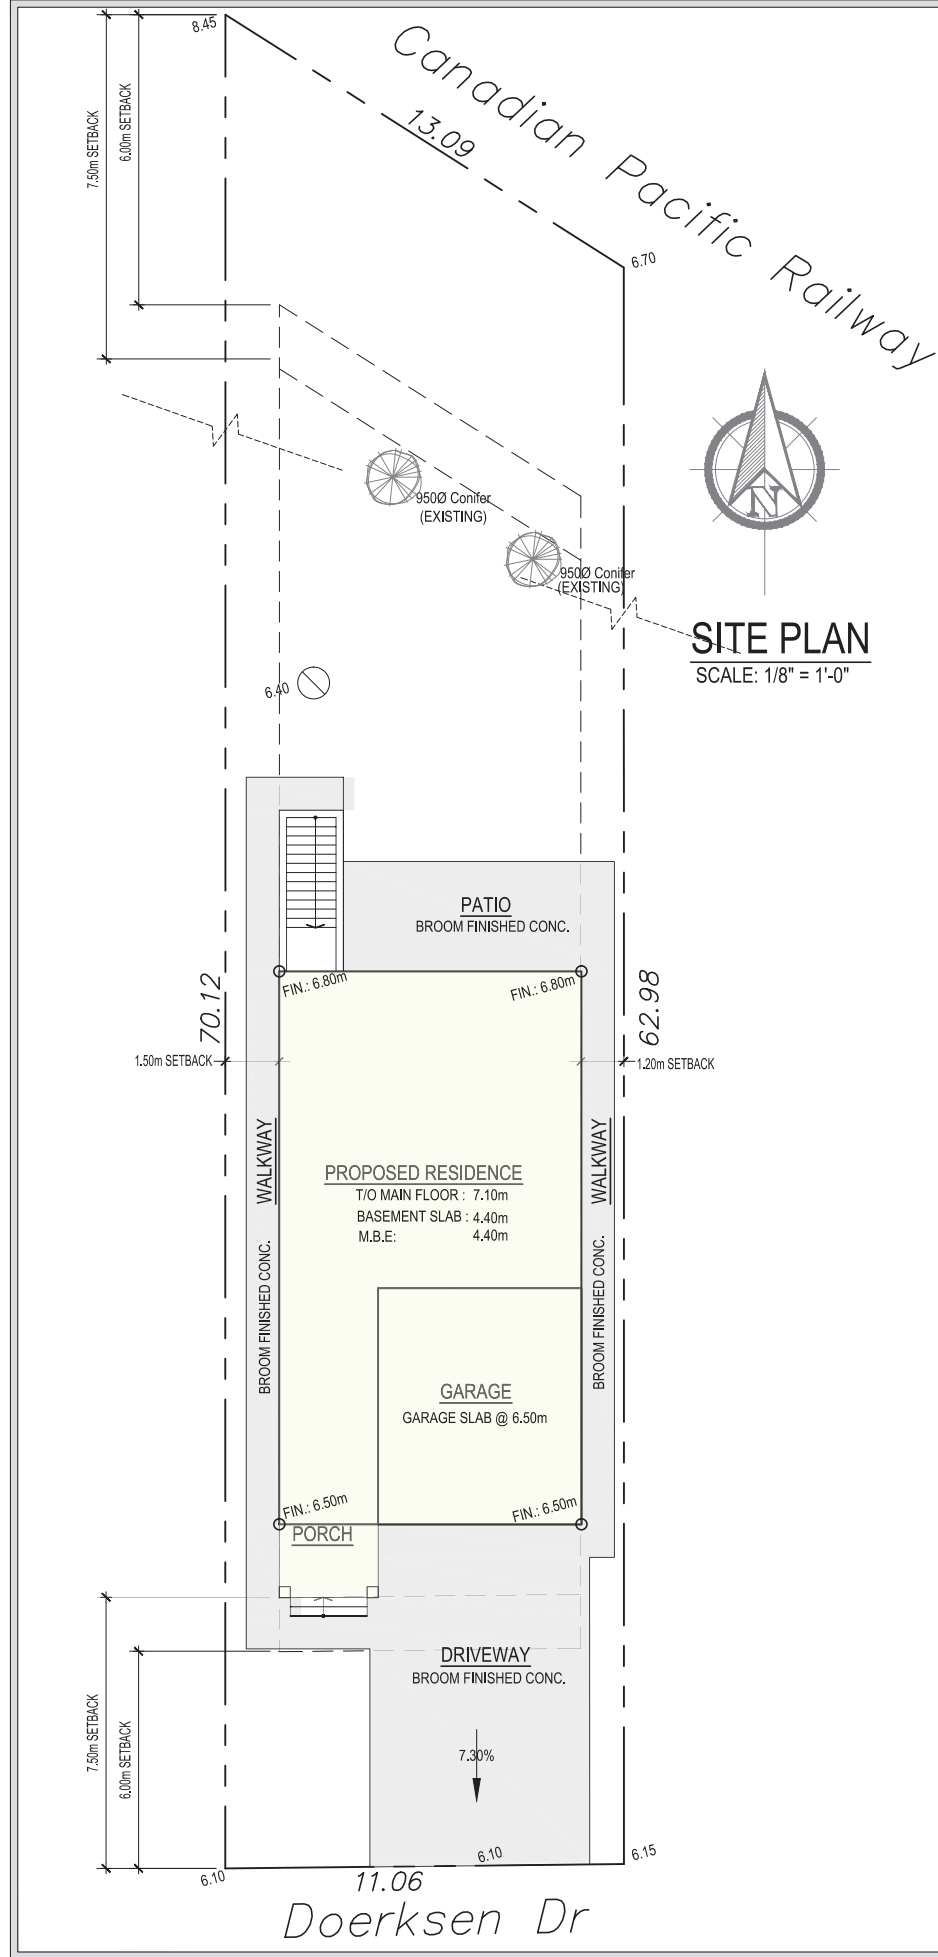 8.45
Canadian Pacific Railway
13.09
6.70
7.50m SETBACK
6.00m SETBACK
N
950Ø Conifer
(EXISTING)
950Ø Conifer
(EXISTING)
SITE PLAN
SCALE: 1/8" = 1'-0"
6.40
PATIO
BROOM FINISHED CONC.
FIN.: 6.80m
FIN.: 6.80m
70.12
62.98
1.50m SETBACK
1.20m SETBACK
WALKWAY
BROOM FINISHED CONC.
WALKWAY
BROOM FINISHED CONC.
PROPOSED RESIDENCE
T/O MAIN FLOOR : 7.10m
BASEMENT SLAB : 4.40m
M.B.E: 4.40m
GARAGE
GARAGE SLAB @ 6.50m
FIN.: 6.50m
FIN.: 6.50m
PORCH
DRIVEWAY
BROOM FINISHED CONC.
7.50m SETBACK
6.00m SETBACK
7.30%
6.10
6.10
6.15
11.06
Doerksen Dr